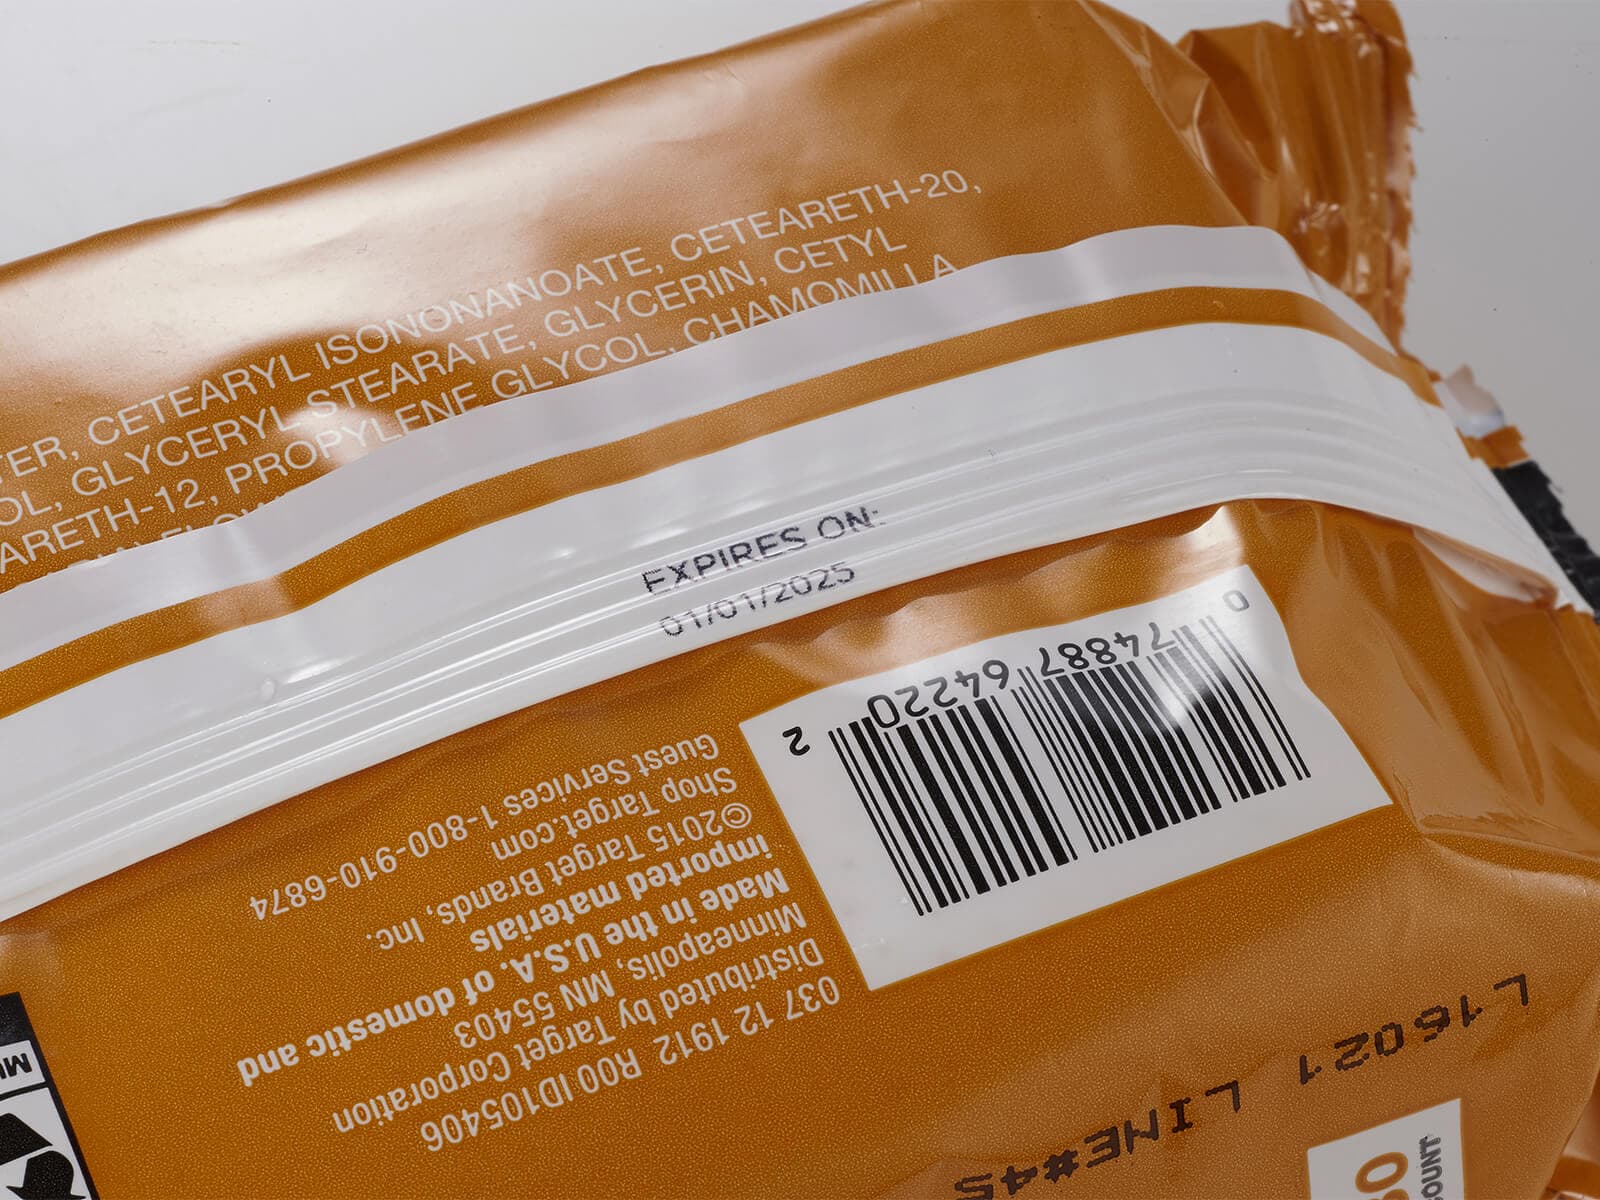 TER, CETEARYL ISONONANOATE, CETEARETH-20,
OL, GLYCERYL STEARATE, GLYCERIN, CETYL
ARETH-12, PROPYLENE GLYCOL, CHAMOMILLA
EXPIRES ON:
01/01/2025
0 74887 64220 2
037 12 1912 R00 ID105406
Distributed by Target Corporation
Minneapolis, MN 55403
Made in the U.S.A. of domestic and
imported materials
©2015 Target Brands, Inc.
Shop Target.com
Guest Services 1-800-910-6874
L16021 1 LINE#45
OUNT